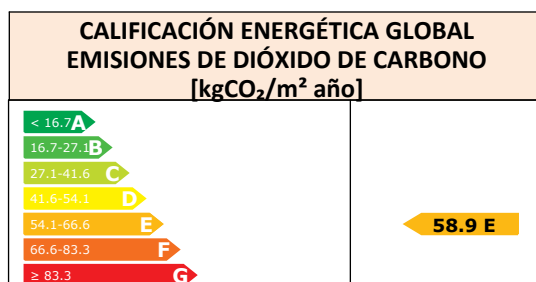 CALIFICACIÓN ENERGÉTICA GLOBAL
EMISIONES DE DIÓXIDO DE CARBONO
[kgCO₂/m² año]
< 16.7 A
16.7-27.1 B
27.1-41.6 C
41.6-54.1 D
54.1-66.6 E
58.9 E
66.6-83.3 F
≥ 83.3 G